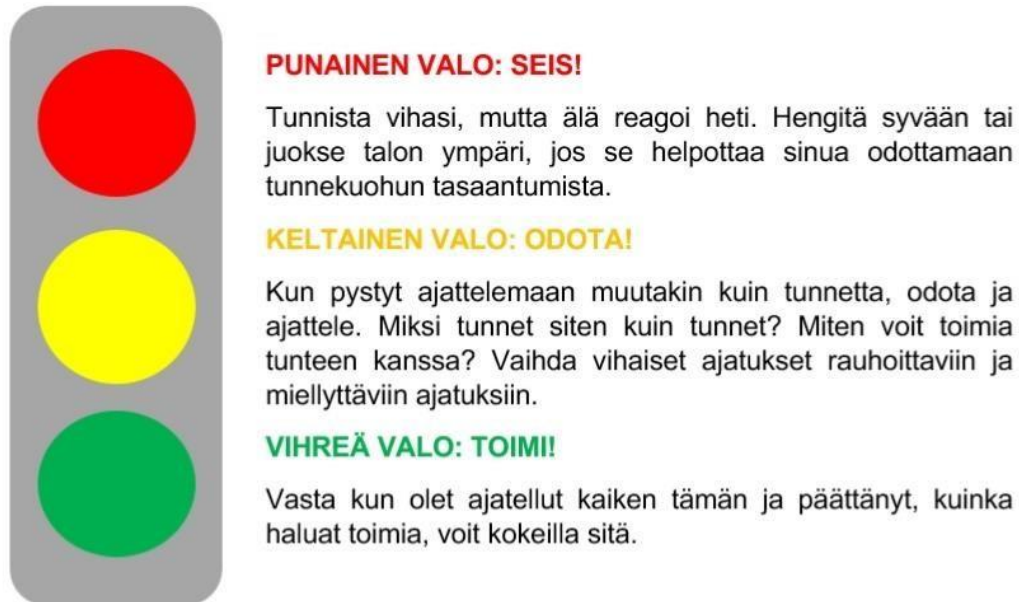 PUNAINEN VALO: SEIS!
Tunnista vihasi, mutta älä reagoi heti. Hengitä syvään tai
juokse talon ympäri, jos se helpottaa sinua odottamaan
tunnekuohun tasaantumista.
KELTAINEN VALO: ODOTA!
Kun pystyt ajattelemaan muutakin kuin tunnetta, odota ja
ajattele. Miksi tunnet siten kuin tunnet? Miten voit toimia
tunteen kanssa? Vaihda vihaiset ajatukset rauhoittaviin ja
miellyttäviin ajatuksiin.
VIHREÄ VALO: TOIMI!
Vasta kun olet ajatellut kaiken tämän ja päättänyt, kuinka
haluat toimia, voit kokeilla sitä.